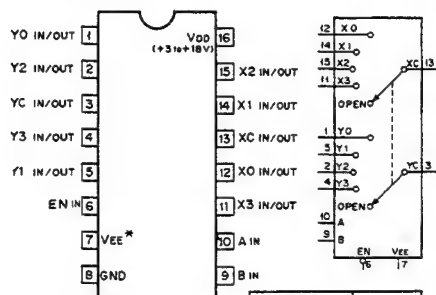 Y0 IN/OUT 1
Y2 IN/OUT 2
YC IN/OUT 3
Y3 IN/OUT 4
Y1 IN/OUT 5
EN IN 6
7 VEE*
8 GND
VDD 16
(+3 to +18V)
15 X2 IN/OUT
14 X1 IN/OUT
13 XC IN/OUT
12 X0 IN/OUT
11 X3 IN/OUT
10 A IN
9 B IN
12 X0
14 X1
15 X2
11 X3
XC 13
OPEN
1 Y0
5 Y1
2 Y2
4 Y3
YC 3
OPEN
10 A
9 B
EN VEE
6 7